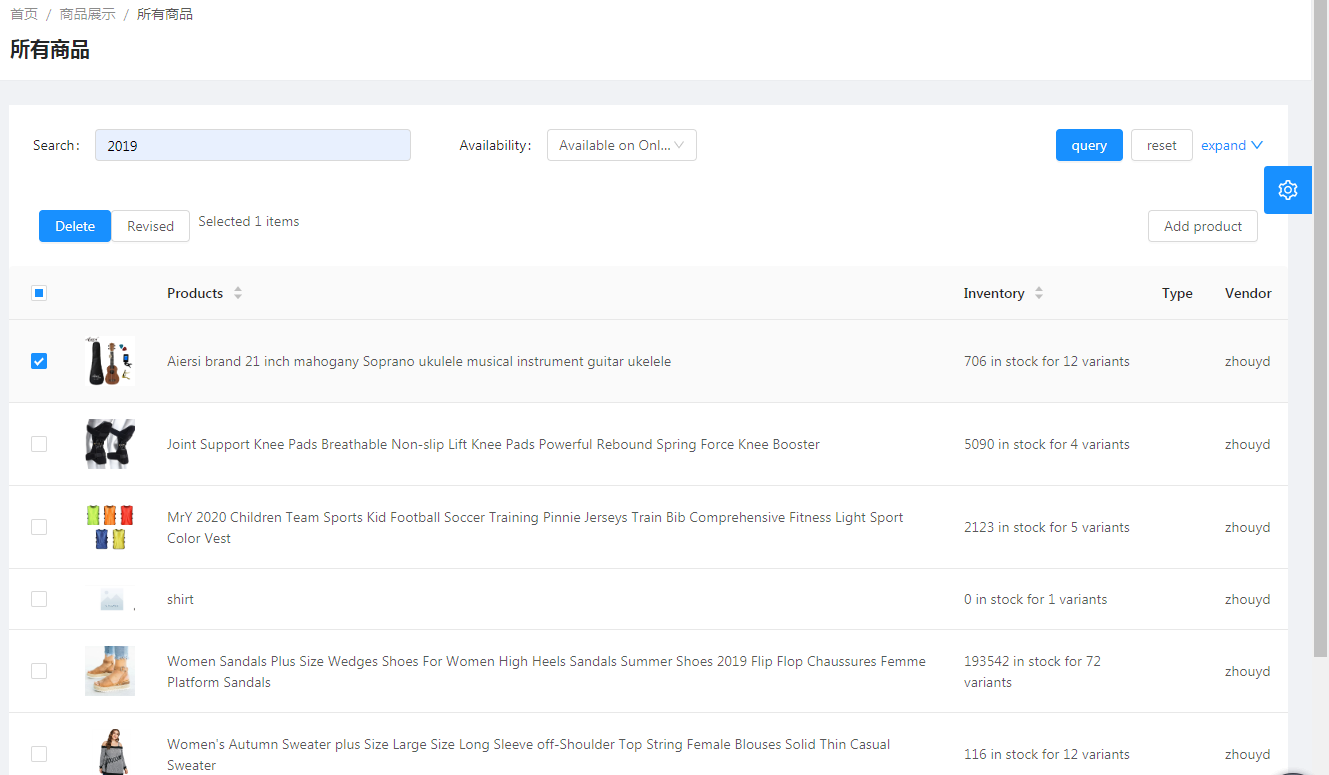 首页 / 商品展示 / 所有商品
所有商品
Search: 2019 Availability: Available on Onl... query reset expand
Delete Revised Selected 1 items Add product
Products Inventory Type Vendor
Aiersi brand 21 inch mahogany Soprano ukulele musical instrument guitar ukelele 706 in stock for 12 variants zhouyd
Joint Support Knee Pads Breathable Non-slip Lift Knee Pads Powerful Rebound Spring Force Knee Booster 5090 in stock for 4 variants zhouyd
MrY 2020 Children Team Sports Kid Football Soccer Training Pinnie Jerseys Train Bib Comprehensive Fitness Light Sport
Color Vest
2123 in stock for 5 variants zhouyd
shirt 0 in stock for 1 variants zhouyd
Women Sandals Plus Size Wedges Shoes For Women High Heels Sandals Summer Shoes 2019 Flip Flop Chaussures Femme
Platform Sandals
193542 in stock for 72
variants
zhouyd
Women's Autumn Sweater plus Size Large Size Long Sleeve off-Shoulder Top String Female Blouses Solid Thin Casual
Sweater
116 in stock for 12 variants zhouyd